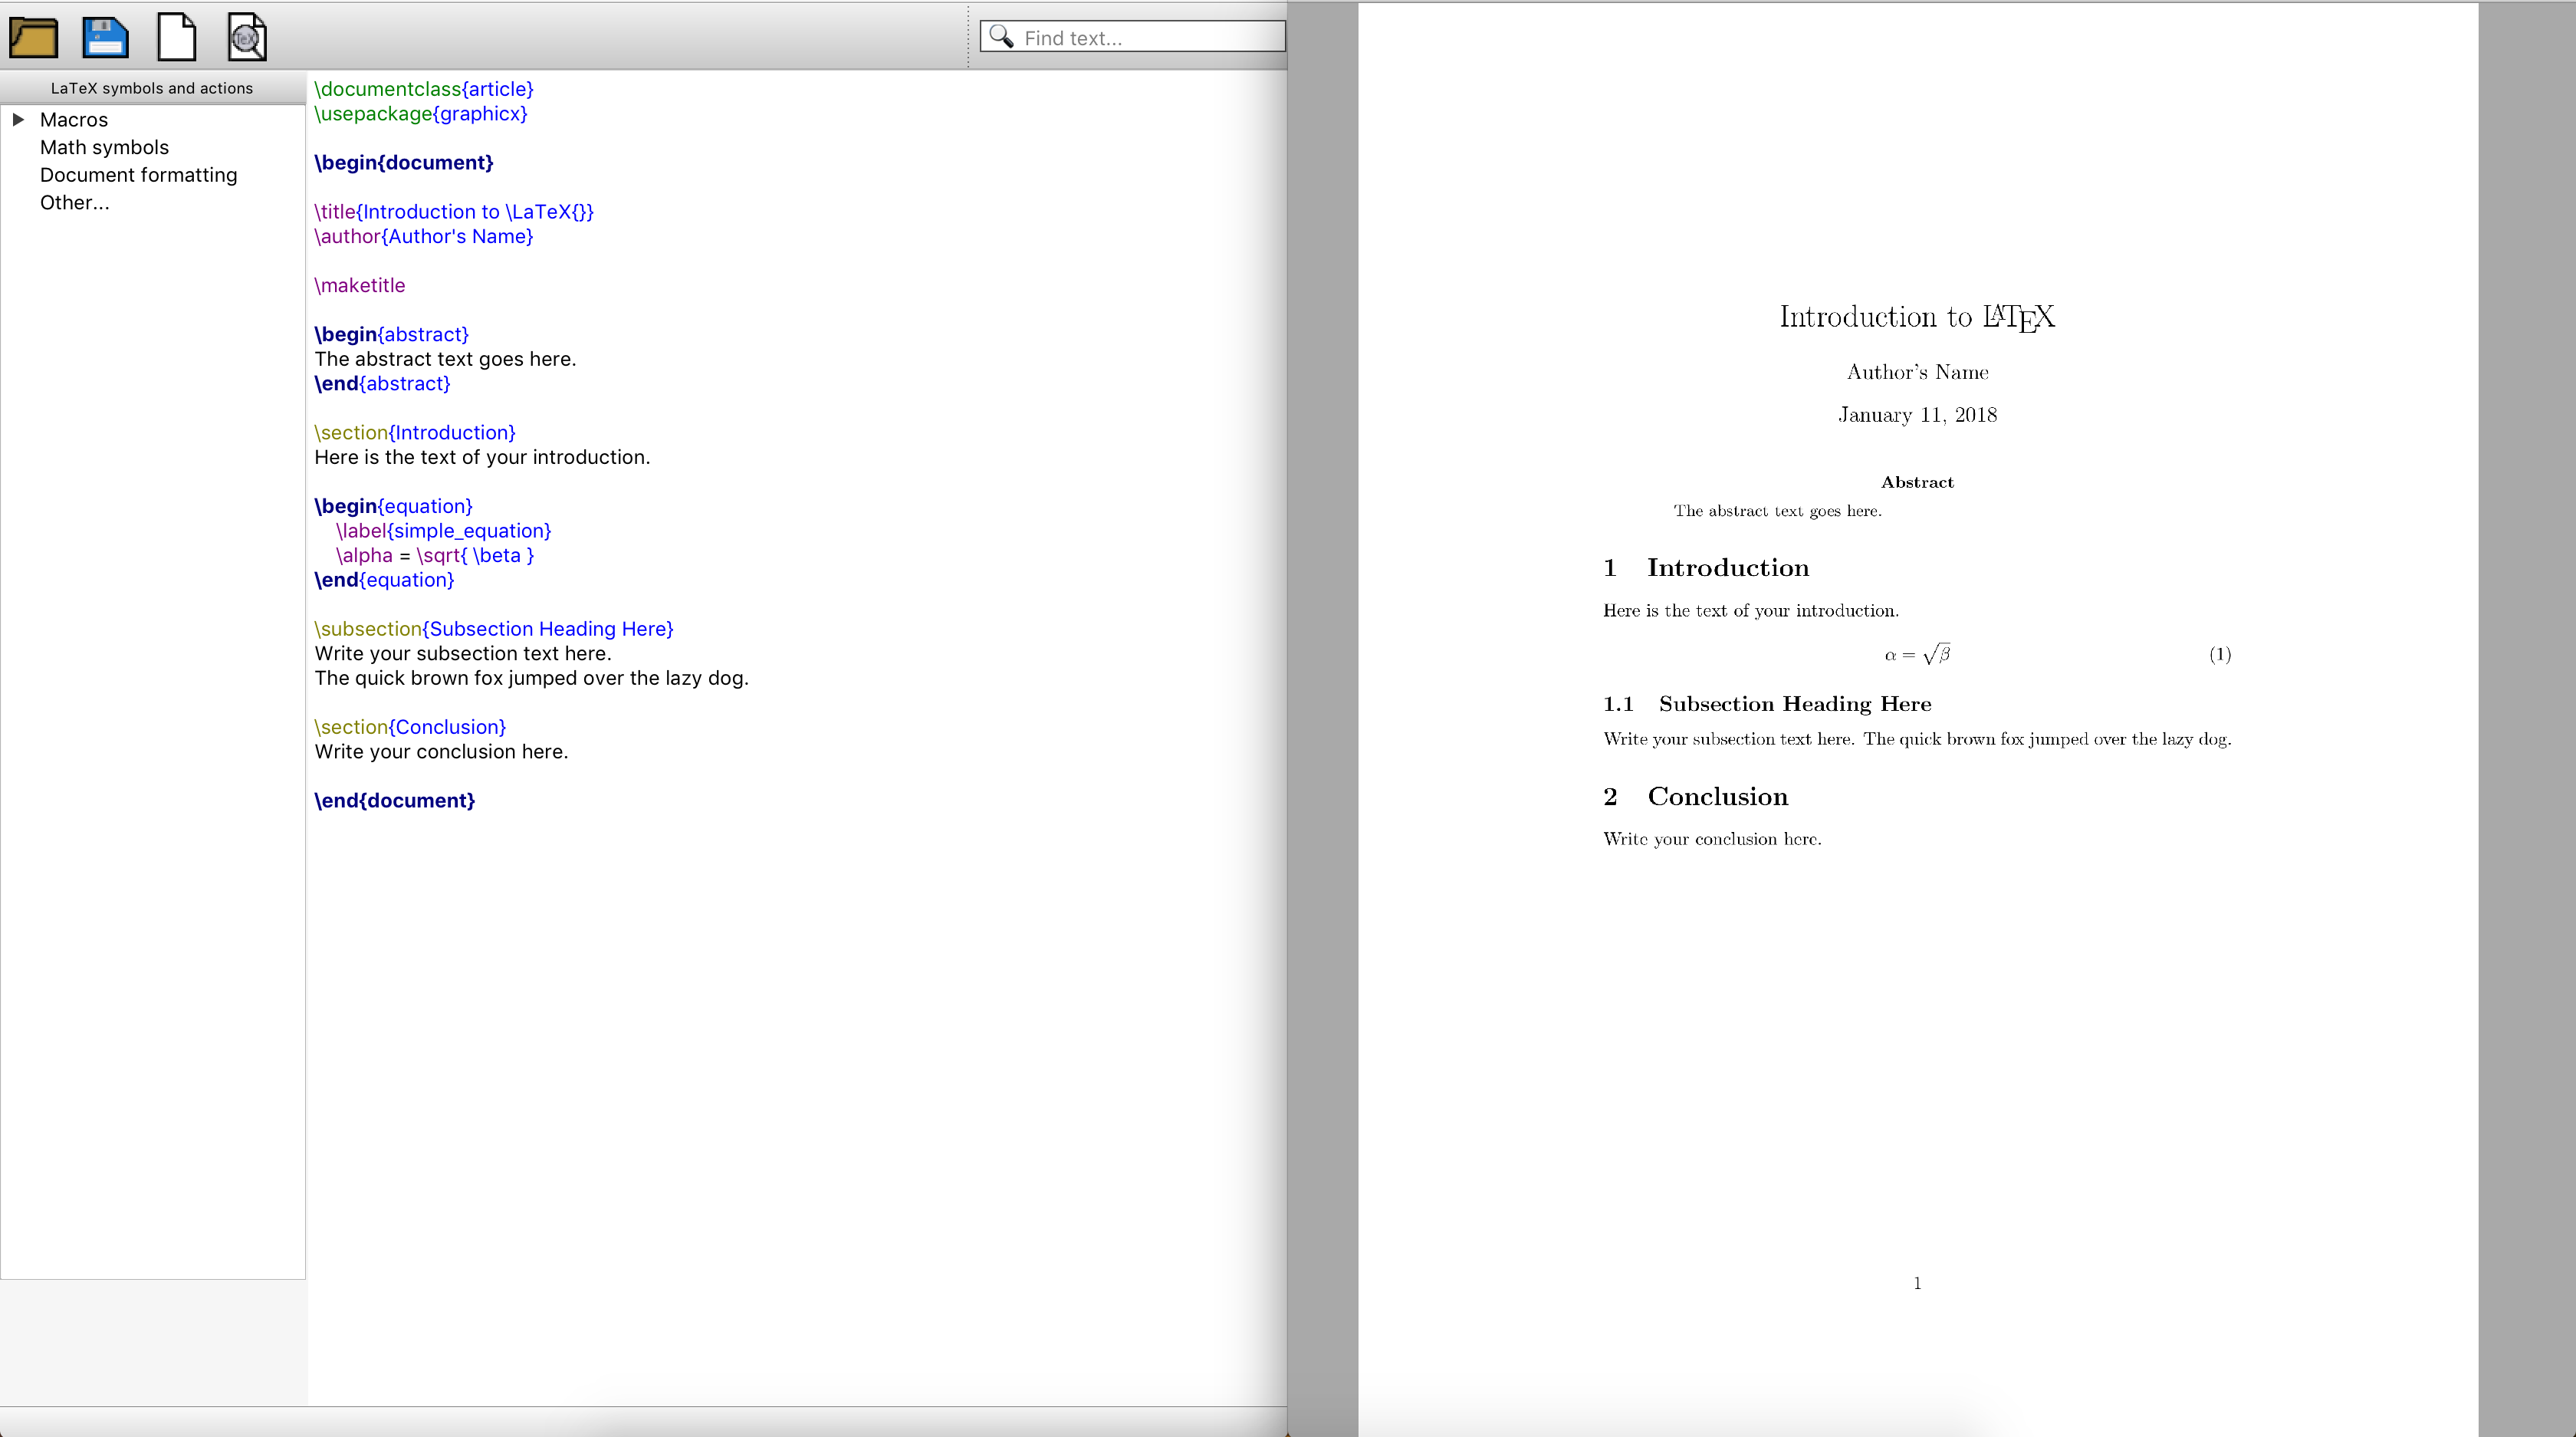 TeX
Find text...
LaTeX symbols and actions
Macros
Math symbols
Document formatting
Other...
\documentclass{article}
\usepackage{graphicx}
\begin{document}
\title{Introduction to \LaTeX{}}
\author{Author's Name}
\maketitle
\begin{abstract}
The abstract text goes here.
\end{abstract}
\section{Introduction}
Here is the text of your introduction.
\begin{equation}
\label{simple_equation}
\alpha = \sqrt{ \beta }
\end{equation}
\subsection{Subsection Heading Here}
Write your subsection text here.
The quick brown fox jumped over the lazy dog.
\section{Conclusion}
Write your conclusion here.
\end{document}
Introduction to LATEX
Author's Name
January 11, 2018
Abstract
The abstract text goes here.
1 Introduction
Here is the text of your introduction.
α = √β (1)
1.1 Subsection Heading Here
Write your subsection text here. The quick brown fox jumped over the lazy dog.
2 Conclusion
Write your conclusion here.
1